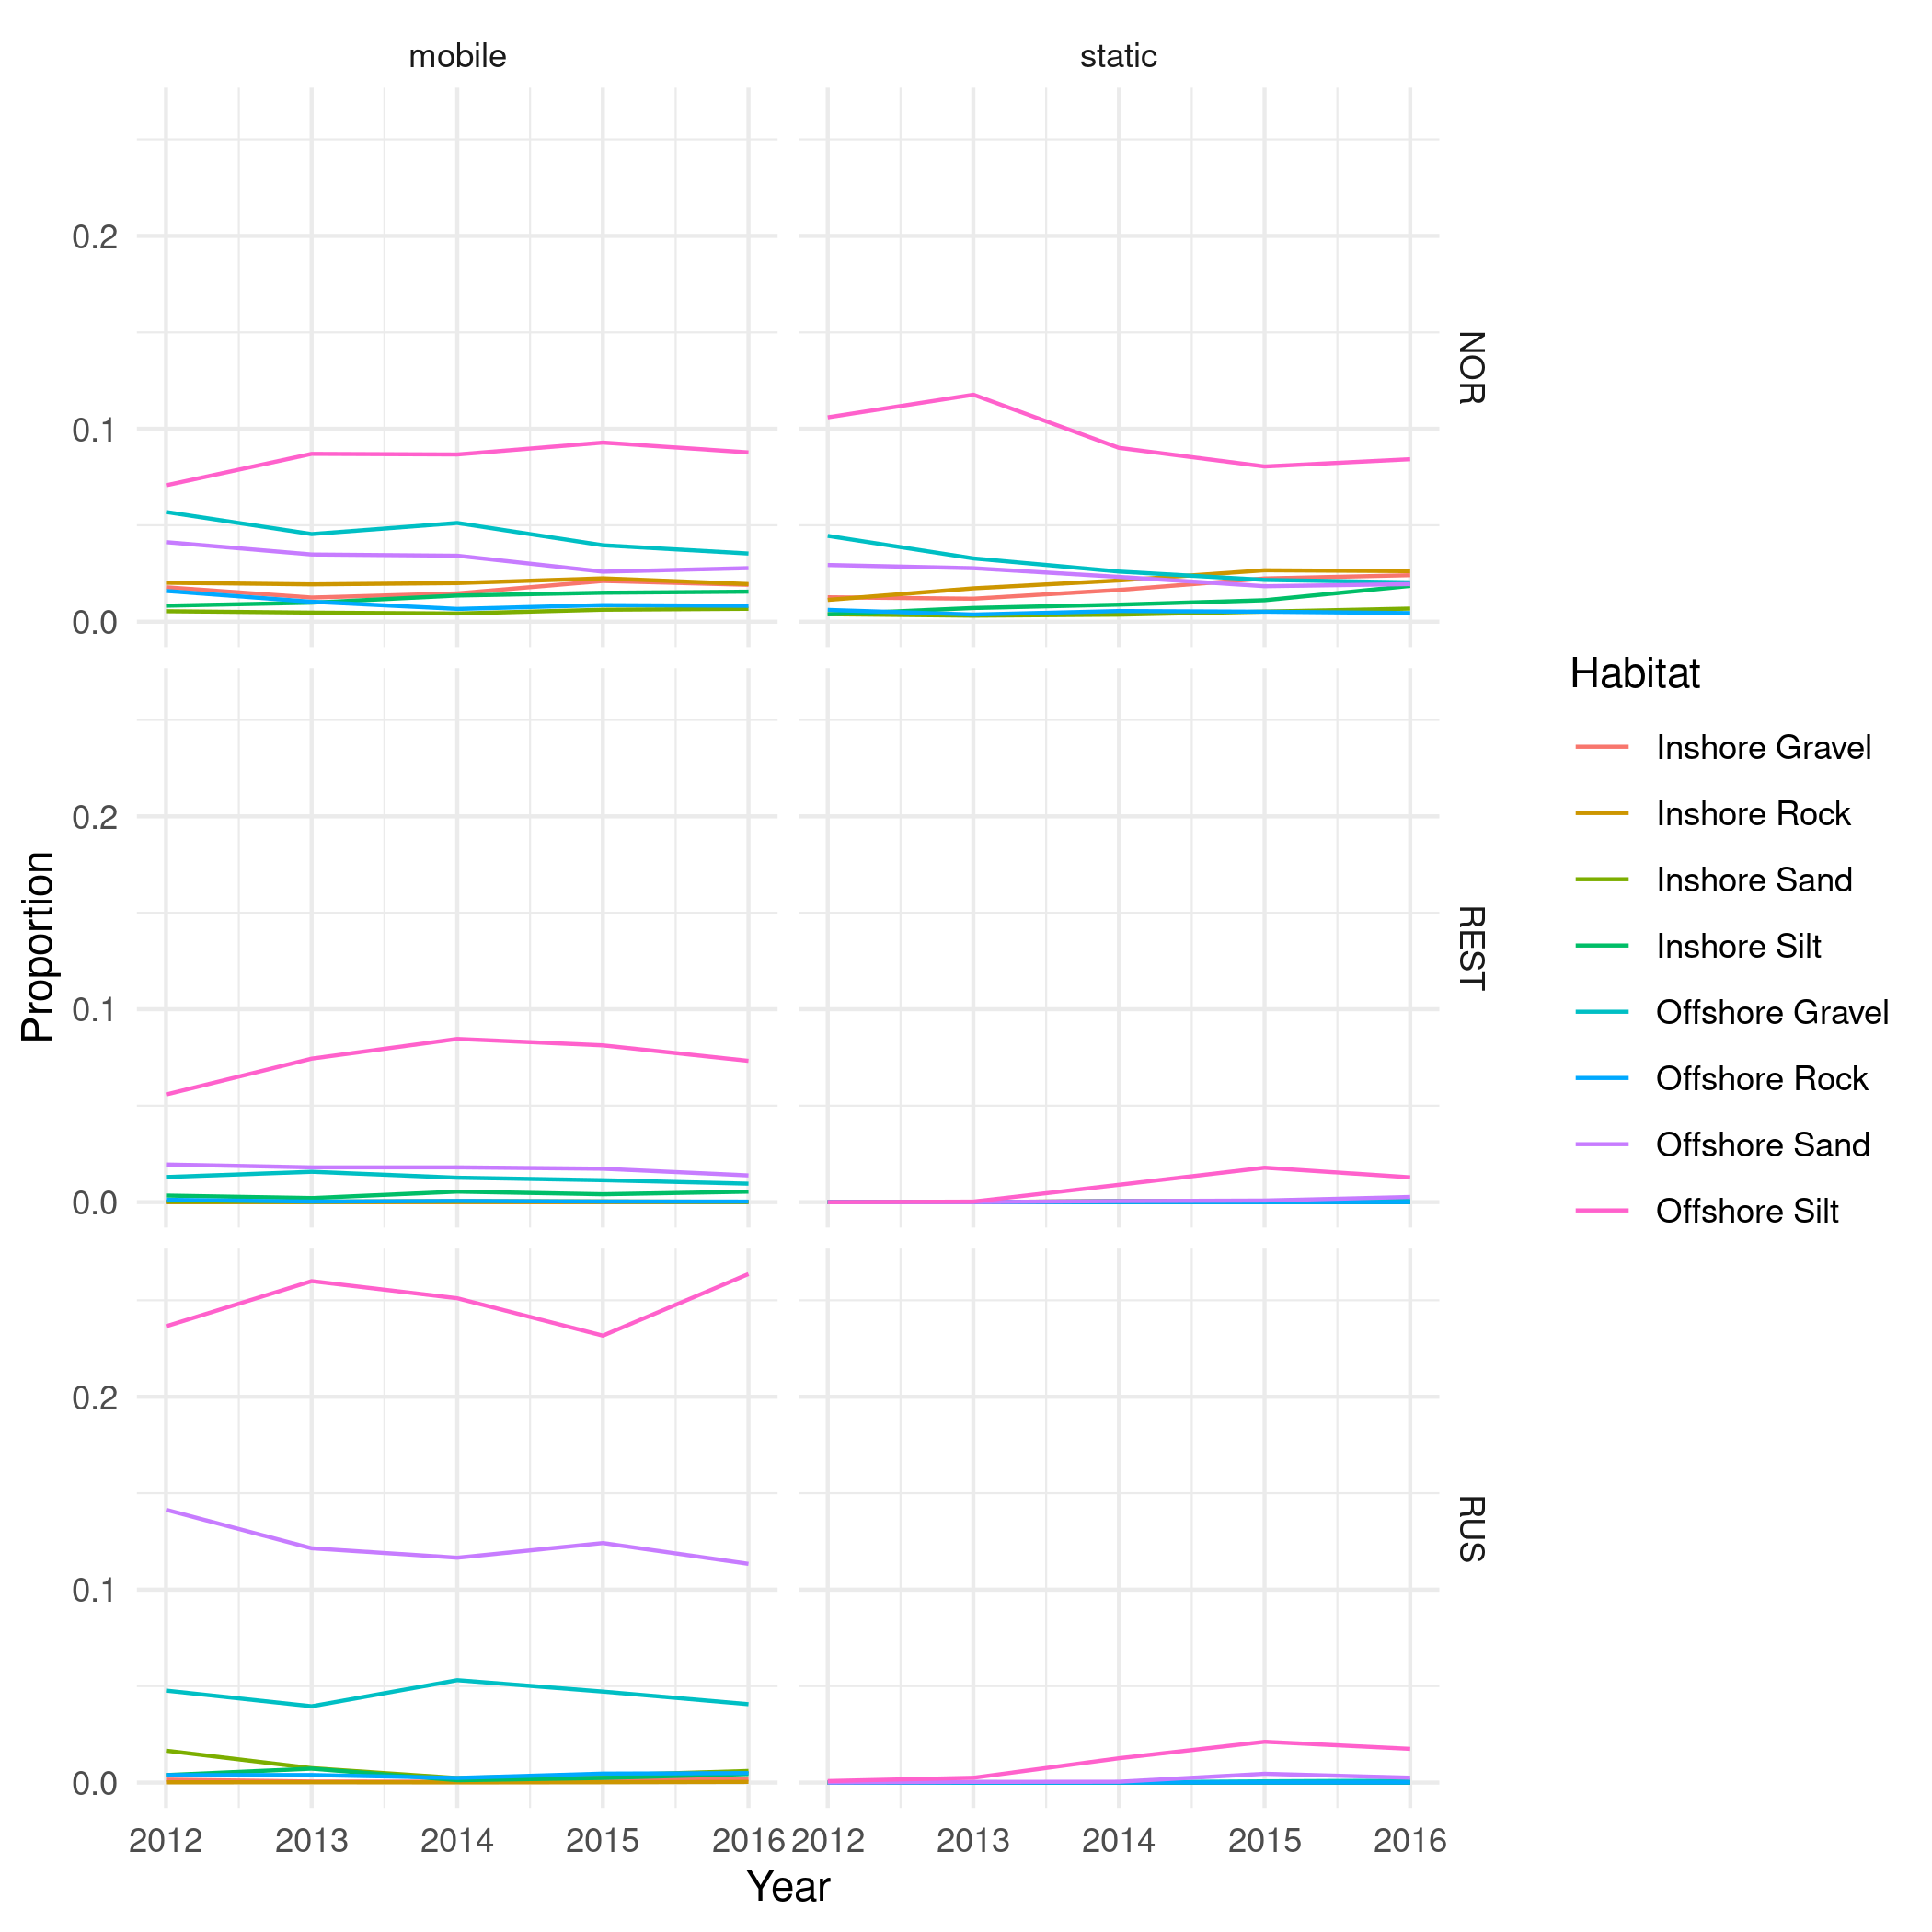 mobile
static
0.2
0.1
0.0
NOR
0.2
0.1
0.0
REST
0.2
0.1
0.0
RUS
2012 2013 2014 2015 2016
2012 2013 2014 2015 2016
Year
Proportion
Habitat
Inshore Gravel
Inshore Rock
Inshore Sand
Inshore Silt
Offshore Gravel
Offshore Rock
Offshore Sand
Offshore Silt